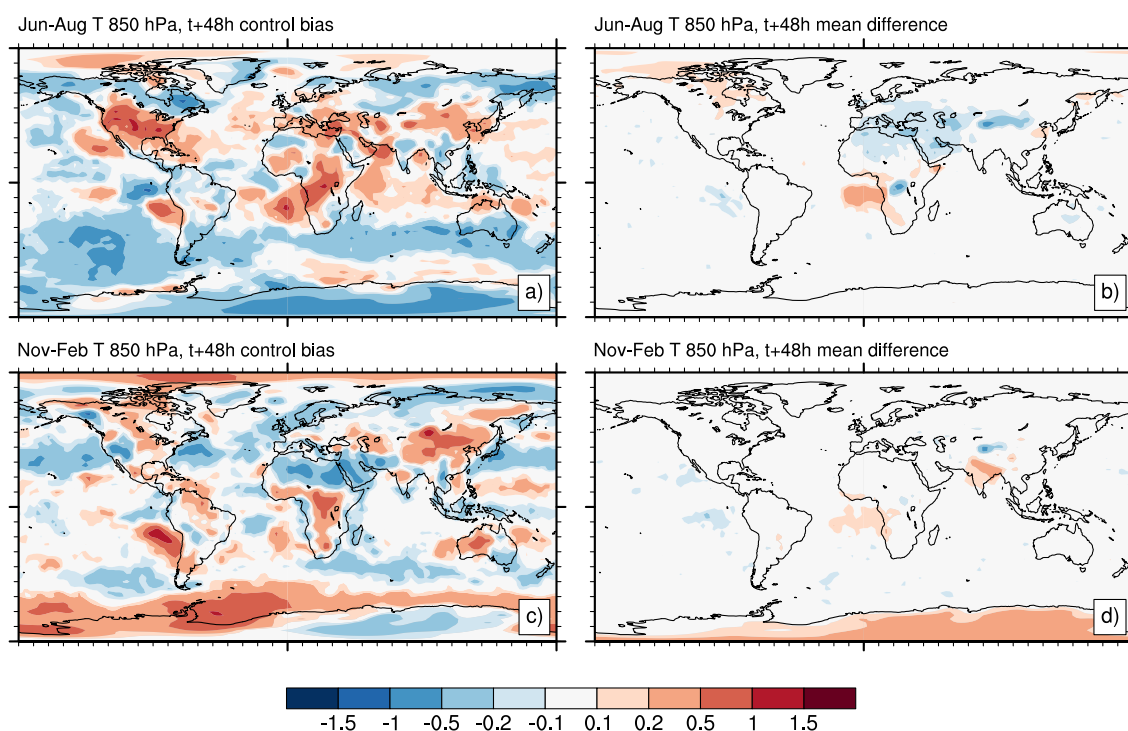 Jun-Aug T 850 hPa, t+48h control bias
Jun-Aug T 850 hPa, t+48h mean difference
a)
b)
Nov-Feb T 850 hPa, t+48h control bias
Nov-Feb T 850 hPa, t+48h mean difference
c)
d)
-1.5 -1 -0.5 -0.2 -0.1 0.1 0.2 0.5 1 1.5